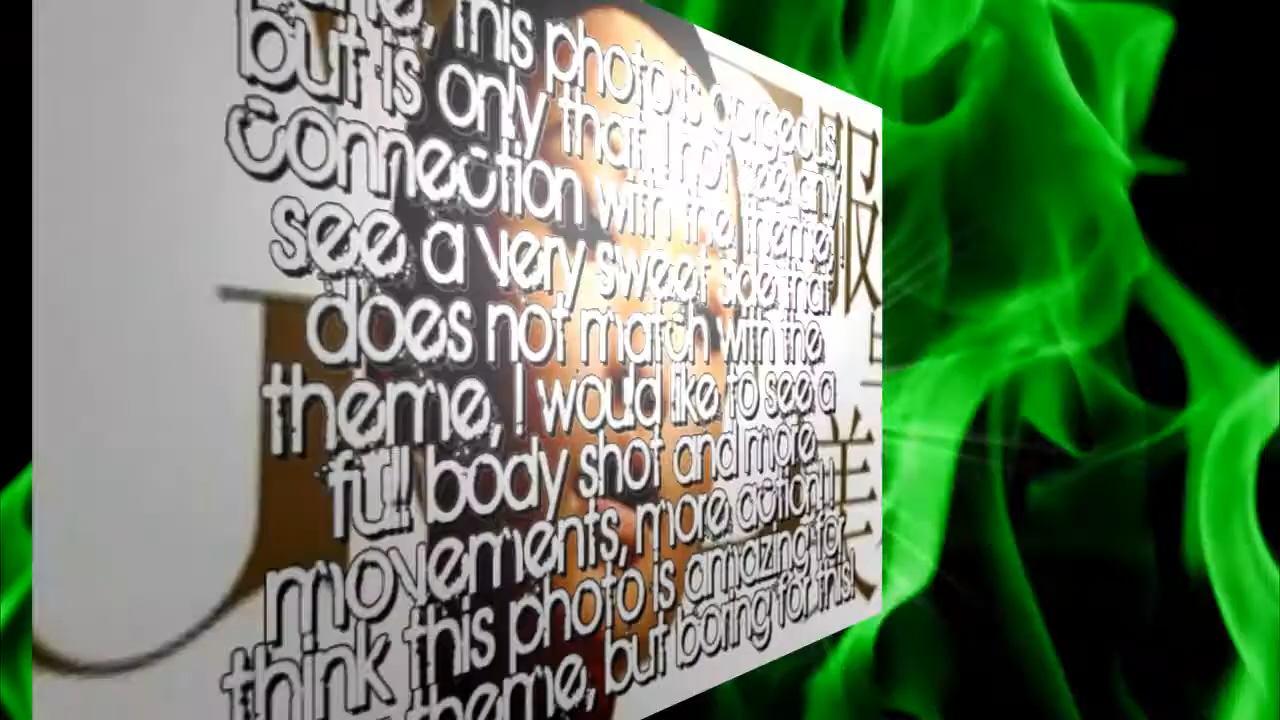 this photo is gorgeous,
but is only that. I not see any
connection with the theme, I
see a very sweet side that
does not match with the
theme, I would like to see a
full body shot and more
movements, more action! I
think this photo is amazing for
theme, but boring for this!
J
服
美